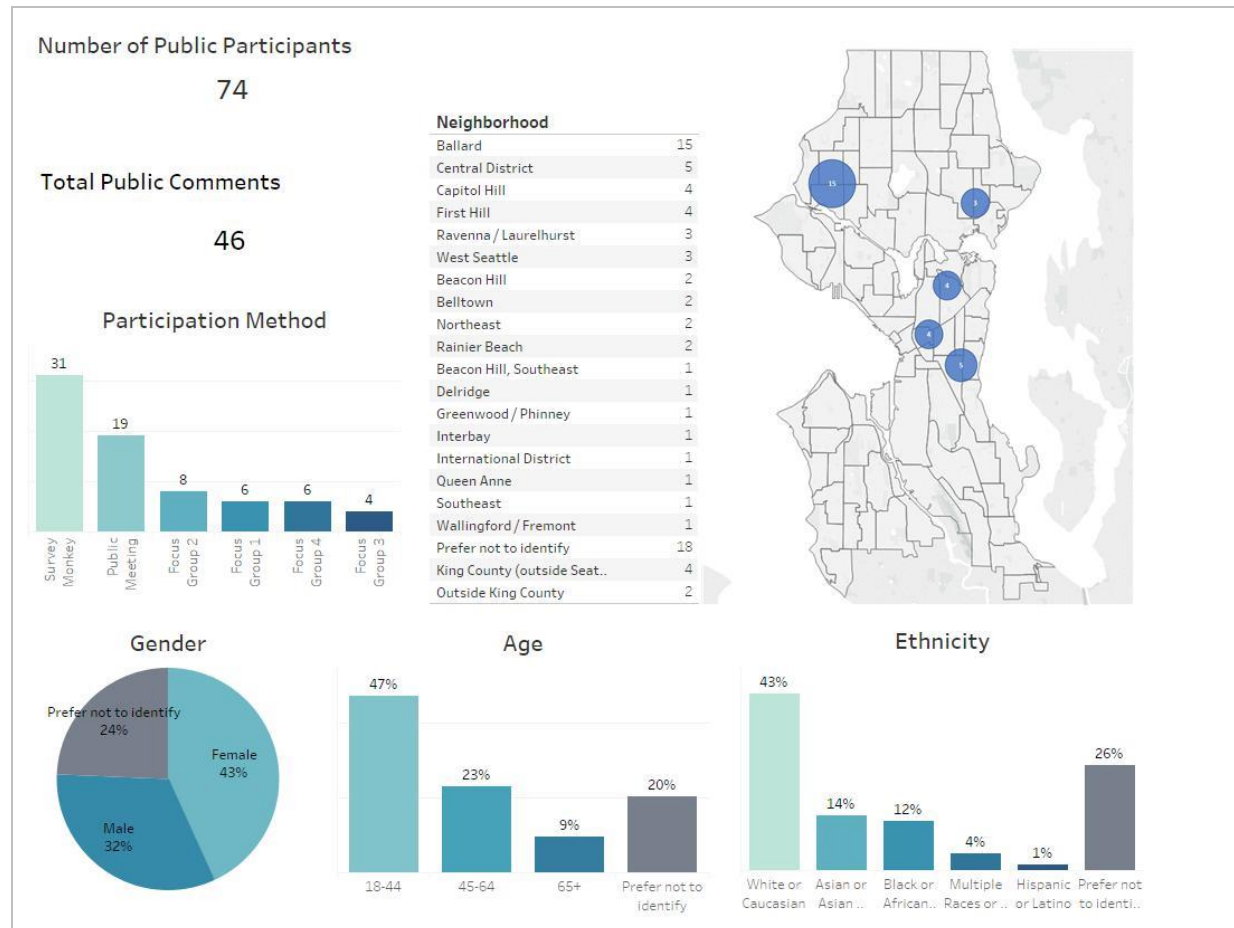 Number of Public Participants
74
Total Public Comments
46
Participation Method
31
19
8
6
6
4
Survey Monkey
Public Meeting
Focus Group 2
Focus Group 1
Focus Group 4
Focus Group 3
Neighborhood
Ballard 15
Central District 5
Capitol Hill 4
First Hill 4
Ravenna / Laurelhurst 3
West Seattle 3
Beacon Hill 2
Belltown 2
Northeast 2
Rainier Beach 2
Beacon Hill, Southeast 1
Delridge 1
Greenwood / Phinney 1
Interbay 1
International District 1
Queen Anne 1
Southeast 1
Wallingford / Fremont 1
Prefer not to identify 18
King County (outside Seat.. 4
Outside King County 2
15
3
4
4
5
Gender
Prefer not to identify
24%
Female
43%
Male
32%
Age
47%
23%
9%
20%
18-44
45-64
65+
Prefer not to
identify
Ethnicity
43%
14%
12%
4%
1%
26%
White or
Caucasian
Asian or
Asian ..
Black or
African..
Multiple
Races or ..
Hispanic
or Latino
Prefer not
to identi..